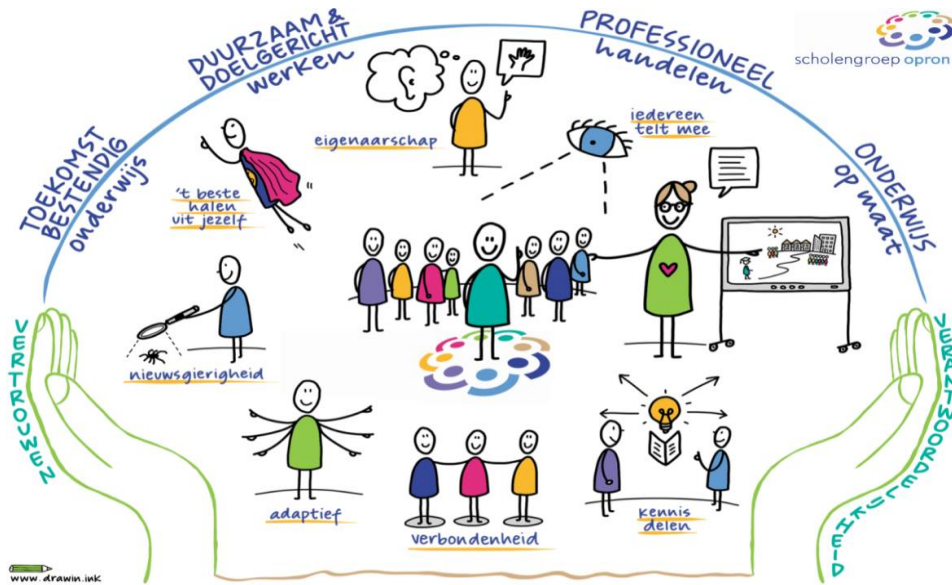 TOEKOMST
BESTENDIG
onderwijs
DUURZAAM &
DOELGERICHT
werken
PROFESSIONEEL
handelen
ONDERWIJS
op maat
scholengroep opron
eigenaarschap
iedereen
telt mee
't beste
halen
uit jezelf
nieuwsgierigheid
adaptief
verbondenheid
kennis
delen
VERTROUWEN
VERANTWOORDELIJKHEID
www.drawin.ink